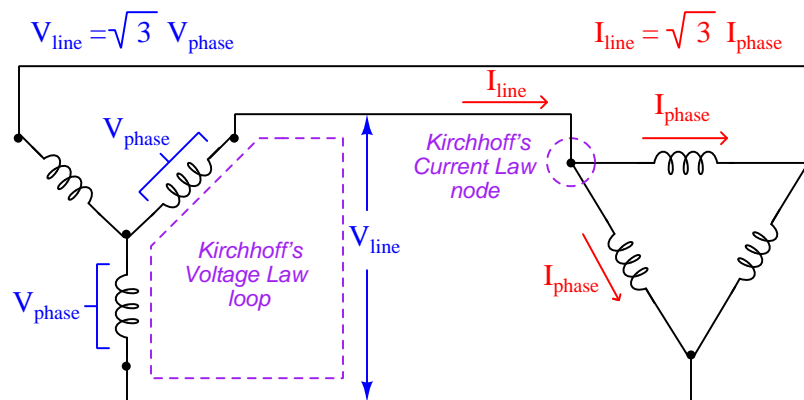 V_line = √3 V_phase
I_line = √3 I_phase
I_line
I_phase
V_phase
Kirchhoff's
Current Law
node
V_line
Kirchhoff's
Voltage Law
loop
V_phase
I_phase